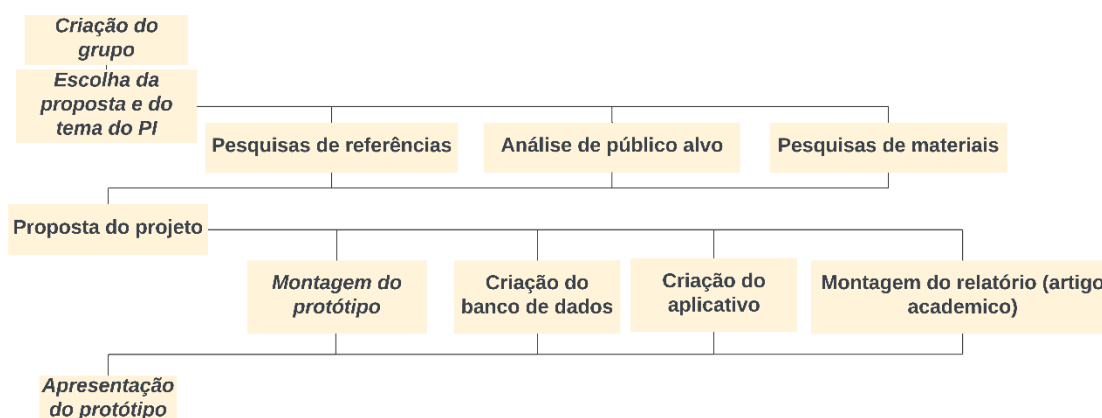 Criação do
grupo
Escolha da
proposta e do
tema do PI
Pesquisas de referências
Análise de público alvo
Pesquisas de materiais
Proposta do projeto
Montagem do
protótipo
Criação do
banco de dados
Criação do
aplicativo
Montagem do relatório (artigo
academico)
Apresentação
do protótipo